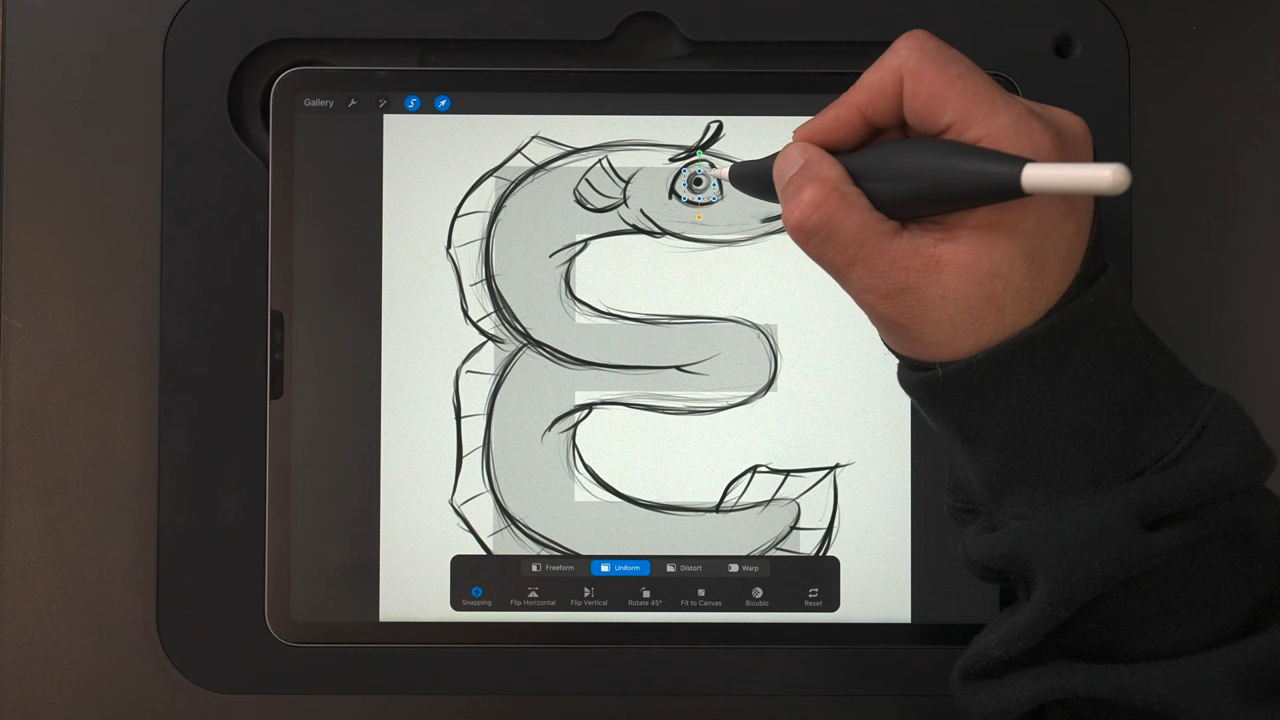 Gallery
Freeform Uniform Distort Warp
Snapping Flip Horizontal Flip Vertical Rotate 45° Fit to Canvas Bicubic Reset